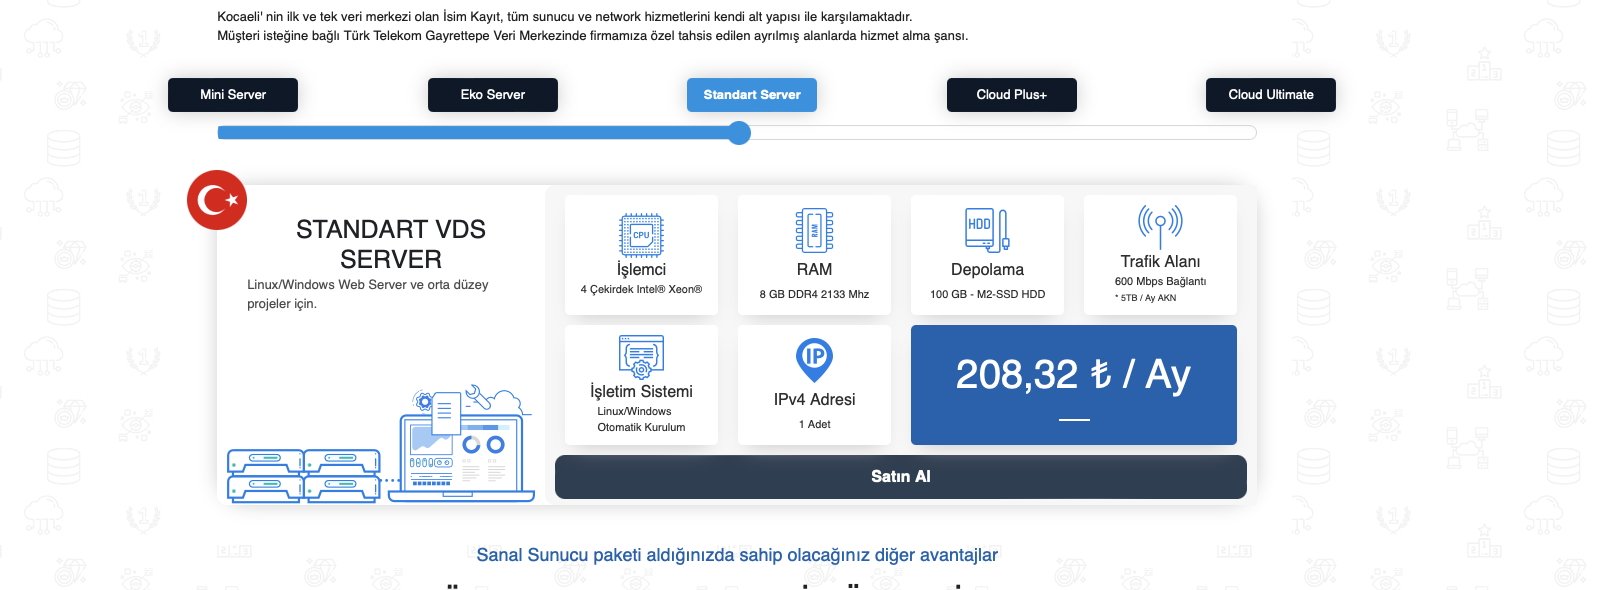 Kocaeli' nin ilk ve tek veri merkezi olan İsim Kayıt, tüm sunucu ve network hizmetlerini kendi alt yapısı ile karşılamaktadır.
Müşteri isteğine bağlı Türk Telekom Gayrettepe Veri Merkezinde firmamıza özel tahsis edilen ayrılmış alanlarda hizmet alma şansı.
Mini Server
Eko Server
Standart Server
Cloud Plus+
Cloud Ultimate
STANDART VDS
SERVER
Linux/Windows Web Server ve orta düzey
projeler için.
CPU
İşlemci
4 Çekirdek Intel® Xeon®
RAM
RAM
8 GB DDR4 2133 Mhz
HDD
Depolama
100 GB - M2-SSD HDD
Trafik Alanı
600 Mbps Bağlantı
* 5TB / Ay AKN
İşletim Sistemi
Linux/Windows
Otomatik Kurulum
IP
IPv4 Adresi
1 Adet
208,32 ₺ / Ay
Satın Al
Sanal Sunucu paketi aldığınızda sahip olacağınız diğer avantajlar